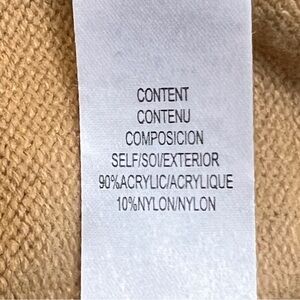 CONTENT
CONTENU
COMPOSICION
SELF/SOI/EXTERIOR
90%ACRYLIC/ACRYLIQUE
10%NYLON/NYLON